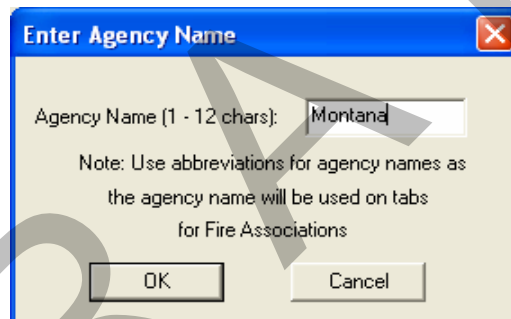 Enter Agency Name
Agency Name (1 - 12 chars): Montana
Note: Use abbreviations for agency names as
the agency name will be used on tabs
for Fire Associations
OK Cancel